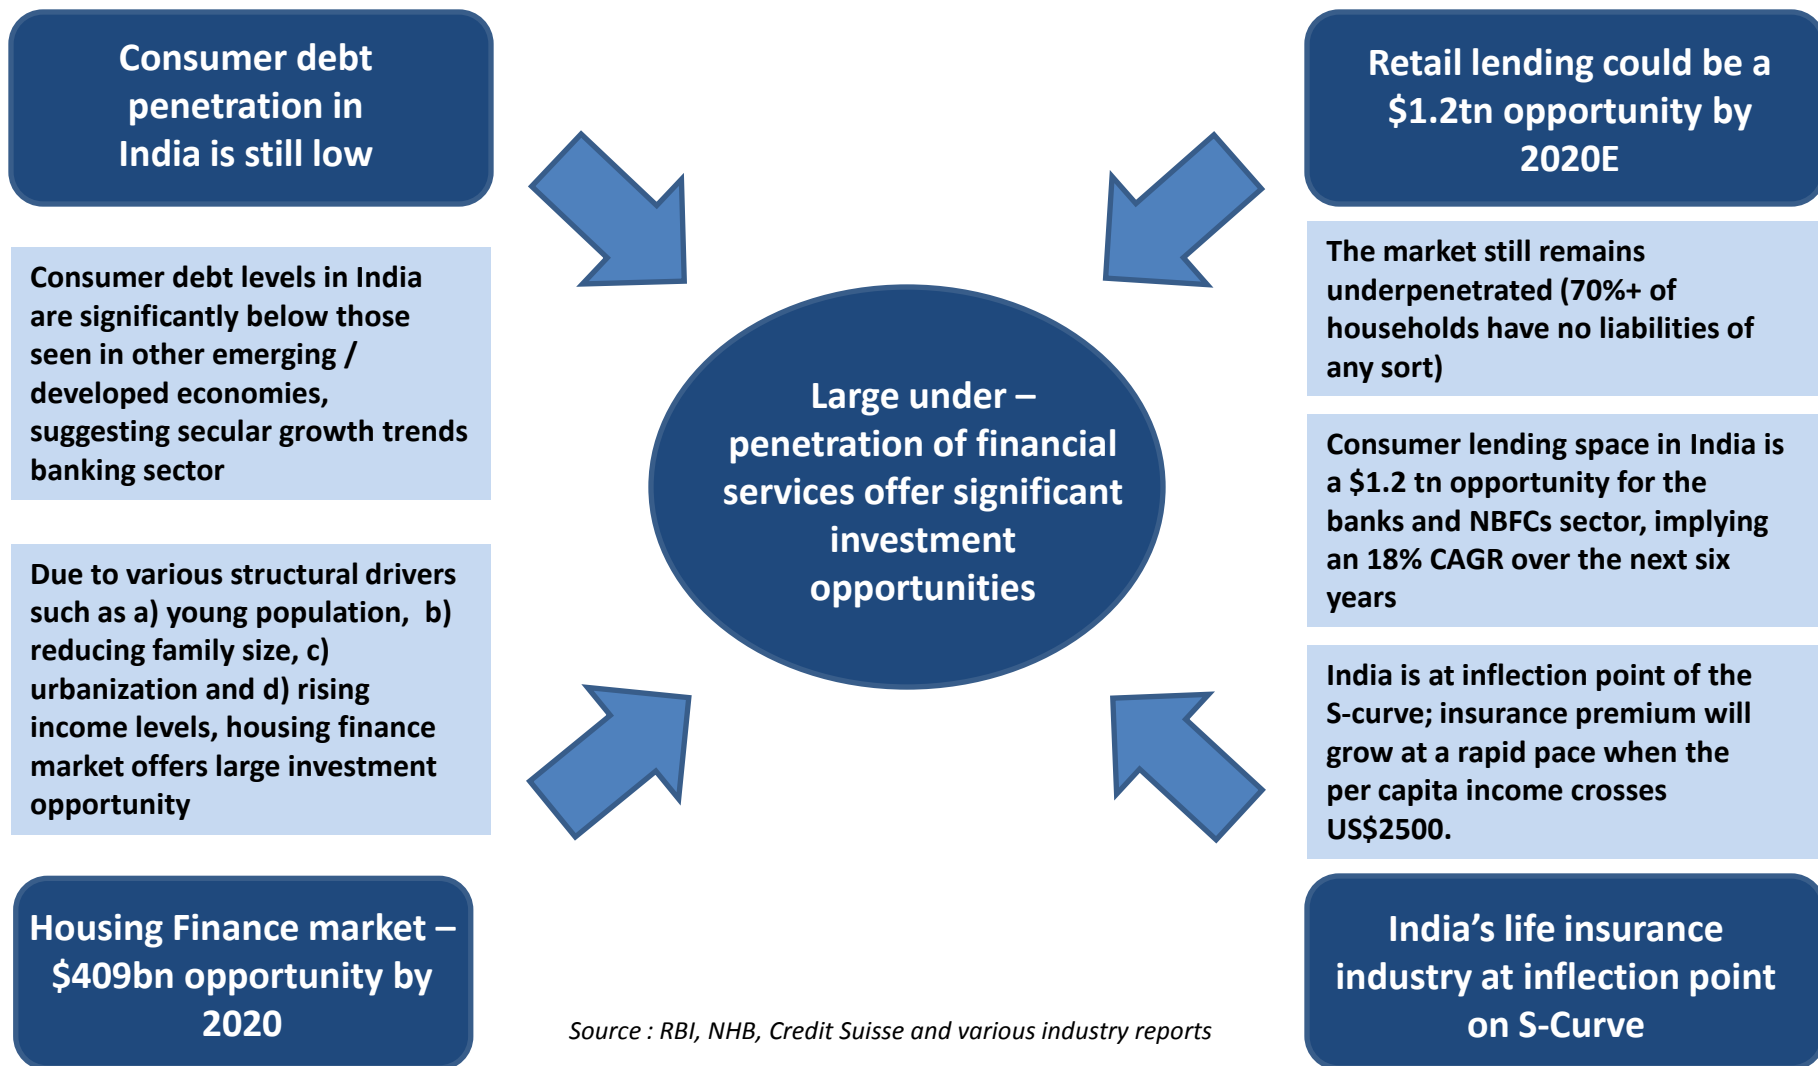 Consumer debt
penetration in
India is still low
Consumer debt levels in India
are significantly below those
seen in other emerging /
developed economies,
suggesting secular growth trends
banking sector
Due to various structural drivers
such as a) young population,  b)
reducing family size, c)
urbanization and d) rising
income levels, housing finance
market offers large investment
opportunity
Housing Finance market –
$409bn opportunity by
2020
Large under –
penetration of financial
services offer significant
investment
opportunities
Source : RBI, NHB, Credit Suisse and various industry reports
Retail lending could be a
$1.2tn opportunity by
2020E
The market still remains
underpenetrated (70%+ of
households have no liabilities of
any sort)
Consumer lending space in India is
a $1.2 tn opportunity for the
banks and NBFCs sector, implying
an 18% CAGR over the next six
years
India is at inflection point of the
S-curve; insurance premium will
grow at a rapid pace when the
per capita income crosses
US$2500.
India’s life insurance
industry at inflection point
on S-Curve